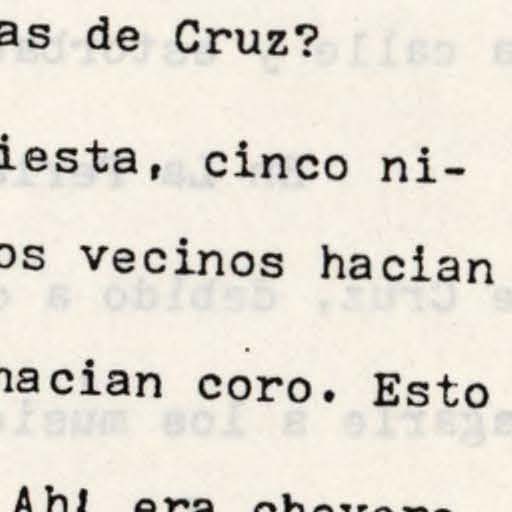 as de Cruz?
iesta, cinco ni-
os vecinos hacian
hacian coro. Esto
Ah! era chevere